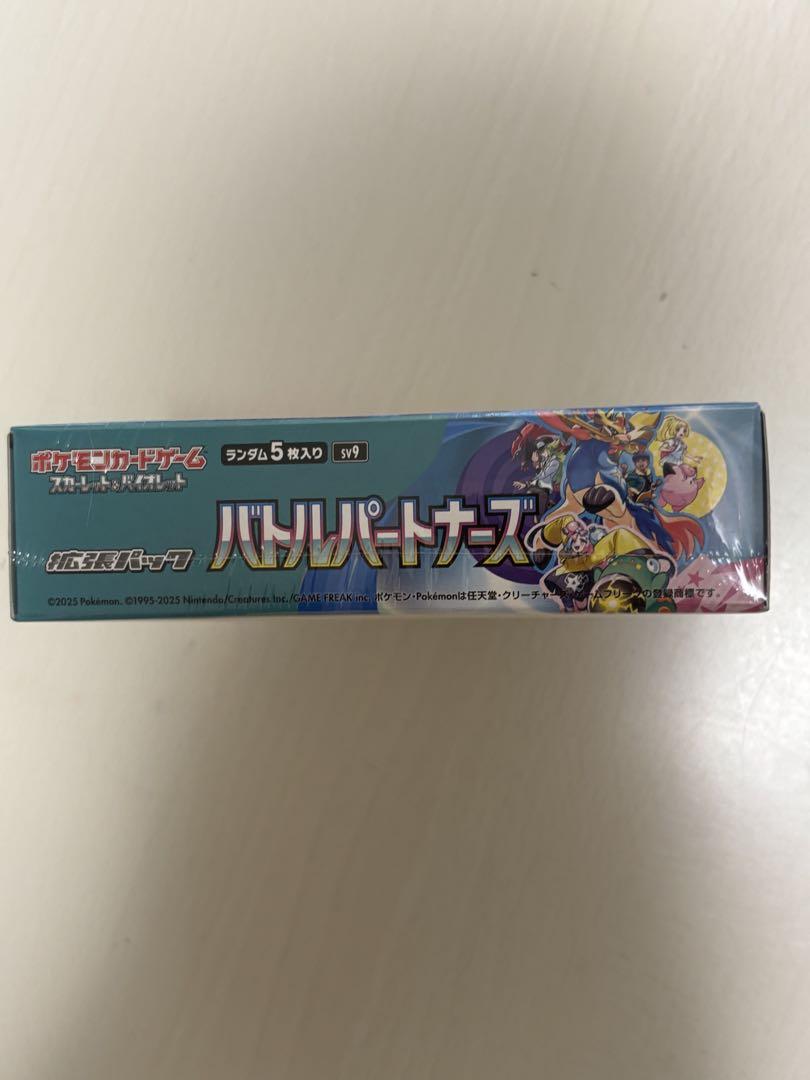 ポケモンカードゲーム
スカーレット&バイオレット
ランダム5枚入り
SV9
拡張パック
バトルパートナーズ
©2025 Pokémon. ©1995-2025 Nintendo/Creatures Inc./GAME FREAK inc. ポケモン・Pokémonは任天堂・クリーチャーズ・ゲームフリークの登録商標です。